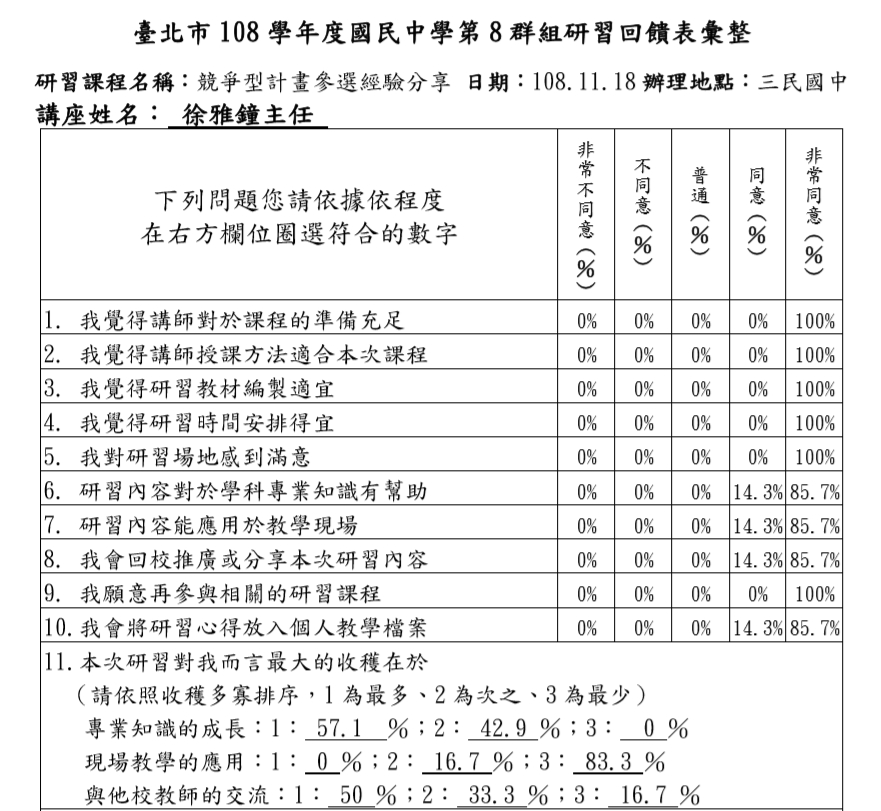 臺北市 108 學年度國民中學第 8 群組研習回饋表彙整
研習課程名稱：競爭型計畫參選經驗分享 日期：108.11.18 辦理地點：三民國中
講座姓名： 徐雅鐘主任
下列問題您請依據依程度
在右方欄位圈選符合的數字
非常不同意(%) 不同意(%) 普通(%) 同意(%) 非常同意(%)
1. 我覺得講師對於課程的準備充足 0% 0% 0% 0% 100%
2. 我覺得講師授課方法適合本次課程 0% 0% 0% 0% 100%
3. 我覺得研習教材編製適宜 0% 0% 0% 0% 100%
4. 我覺得研習時間安排得宜 0% 0% 0% 0% 100%
5. 我對研習場地感到滿意 0% 0% 0% 0% 100%
6. 研習內容對於學科專業知識有幫助 0% 0% 0% 14.3% 85.7%
7. 研習內容能應用於教學現場 0% 0% 0% 14.3% 85.7%
8. 我會回校推廣或分享本次研習內容 0% 0% 0% 14.3% 85.7%
9. 我願意再參與相關的研習課程 0% 0% 0% 0% 100%
10. 我會將研習心得放入個人教學檔案 0% 0% 0% 14.3% 85.7%
11. 本次研習對我而言最大的收穫在於
（請依照收穫多寡排序，1 為最多、2 為次之、3 為最少）
專業知識的成長：1： 57.1 %；2： 42.9 %；3： 0 %
現場教學的應用：1： 0 %；2： 16.7 %；3： 83.3 %
與他校教師的交流：1： 50 %；2： 33.3 %；3： 16.7 %